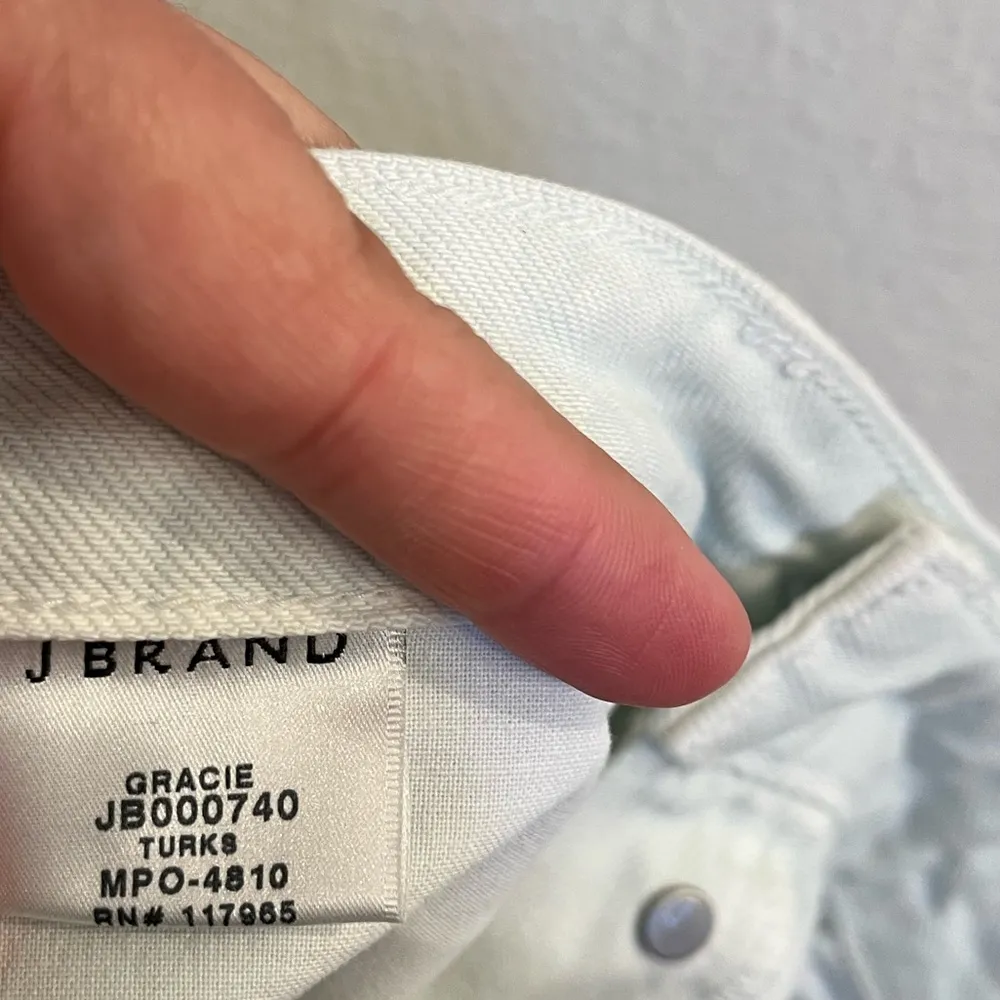 J BRAND
GRACIE
JB000740
TURKS
MPO-4810
RN# 117965